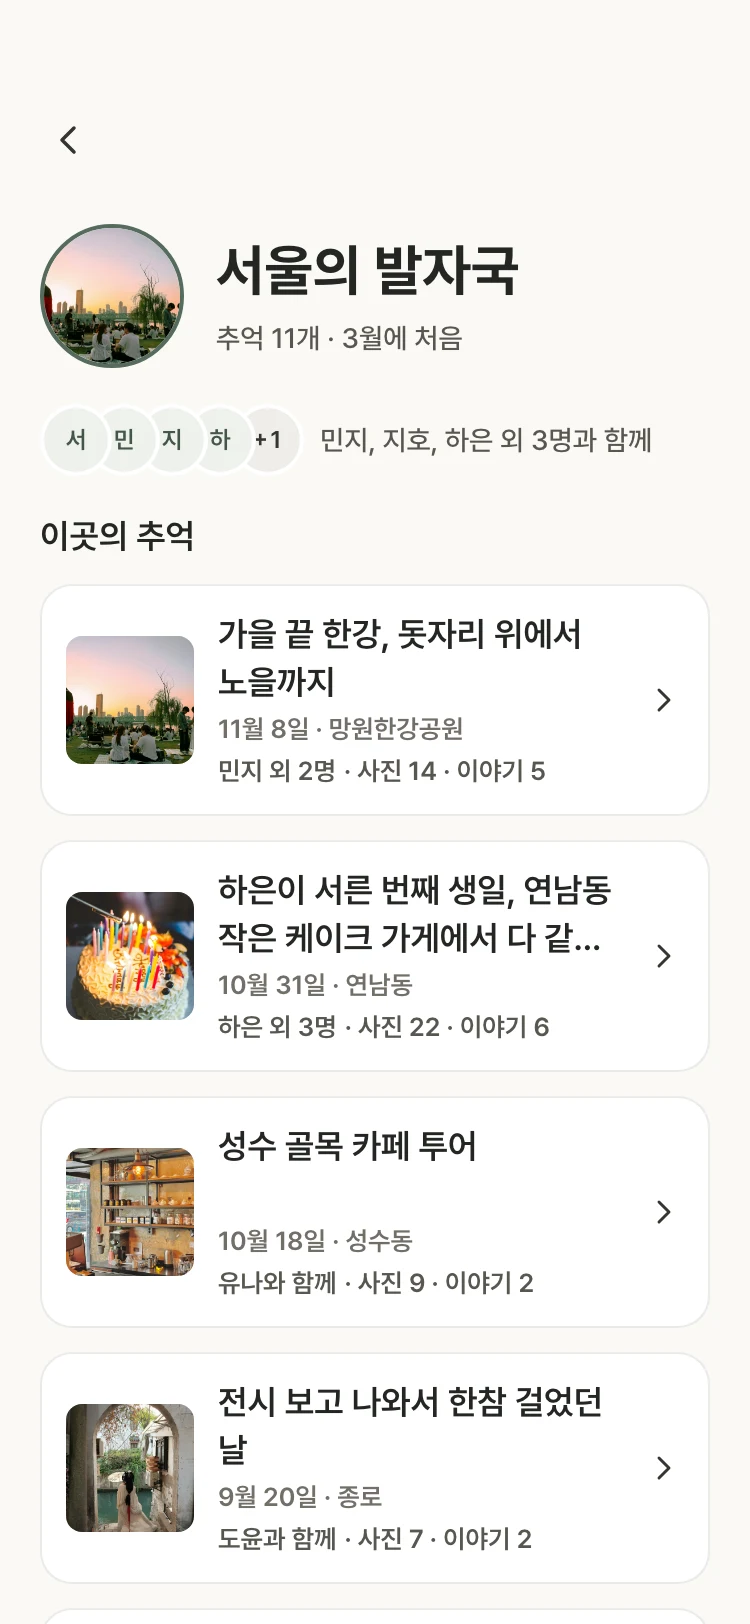 서울의 발자국
추억 11개 · 3월에 처음
서 민 지 하 +1 민지, 지호, 하은 외 3명과 함께
이곳의 추억
가을 끝 한강, 돗자리 위에서
노을까지
11월 8일 · 망원한강공원
민지 외 2명 · 사진 14 · 이야기 5
하은이 서른 번째 생일, 연남동
작은 케이크 가게에서 다 같...
10월 31일 · 연남동
하은 외 3명 · 사진 22 · 이야기 6
성수 골목 카페 투어
10월 18일 · 성수동
유나와 함께 · 사진 9 · 이야기 2
전시 보고 나와서 한참 걸었던
날
9월 20일 · 종로
도윤과 함께 · 사진 7 · 이야기 2